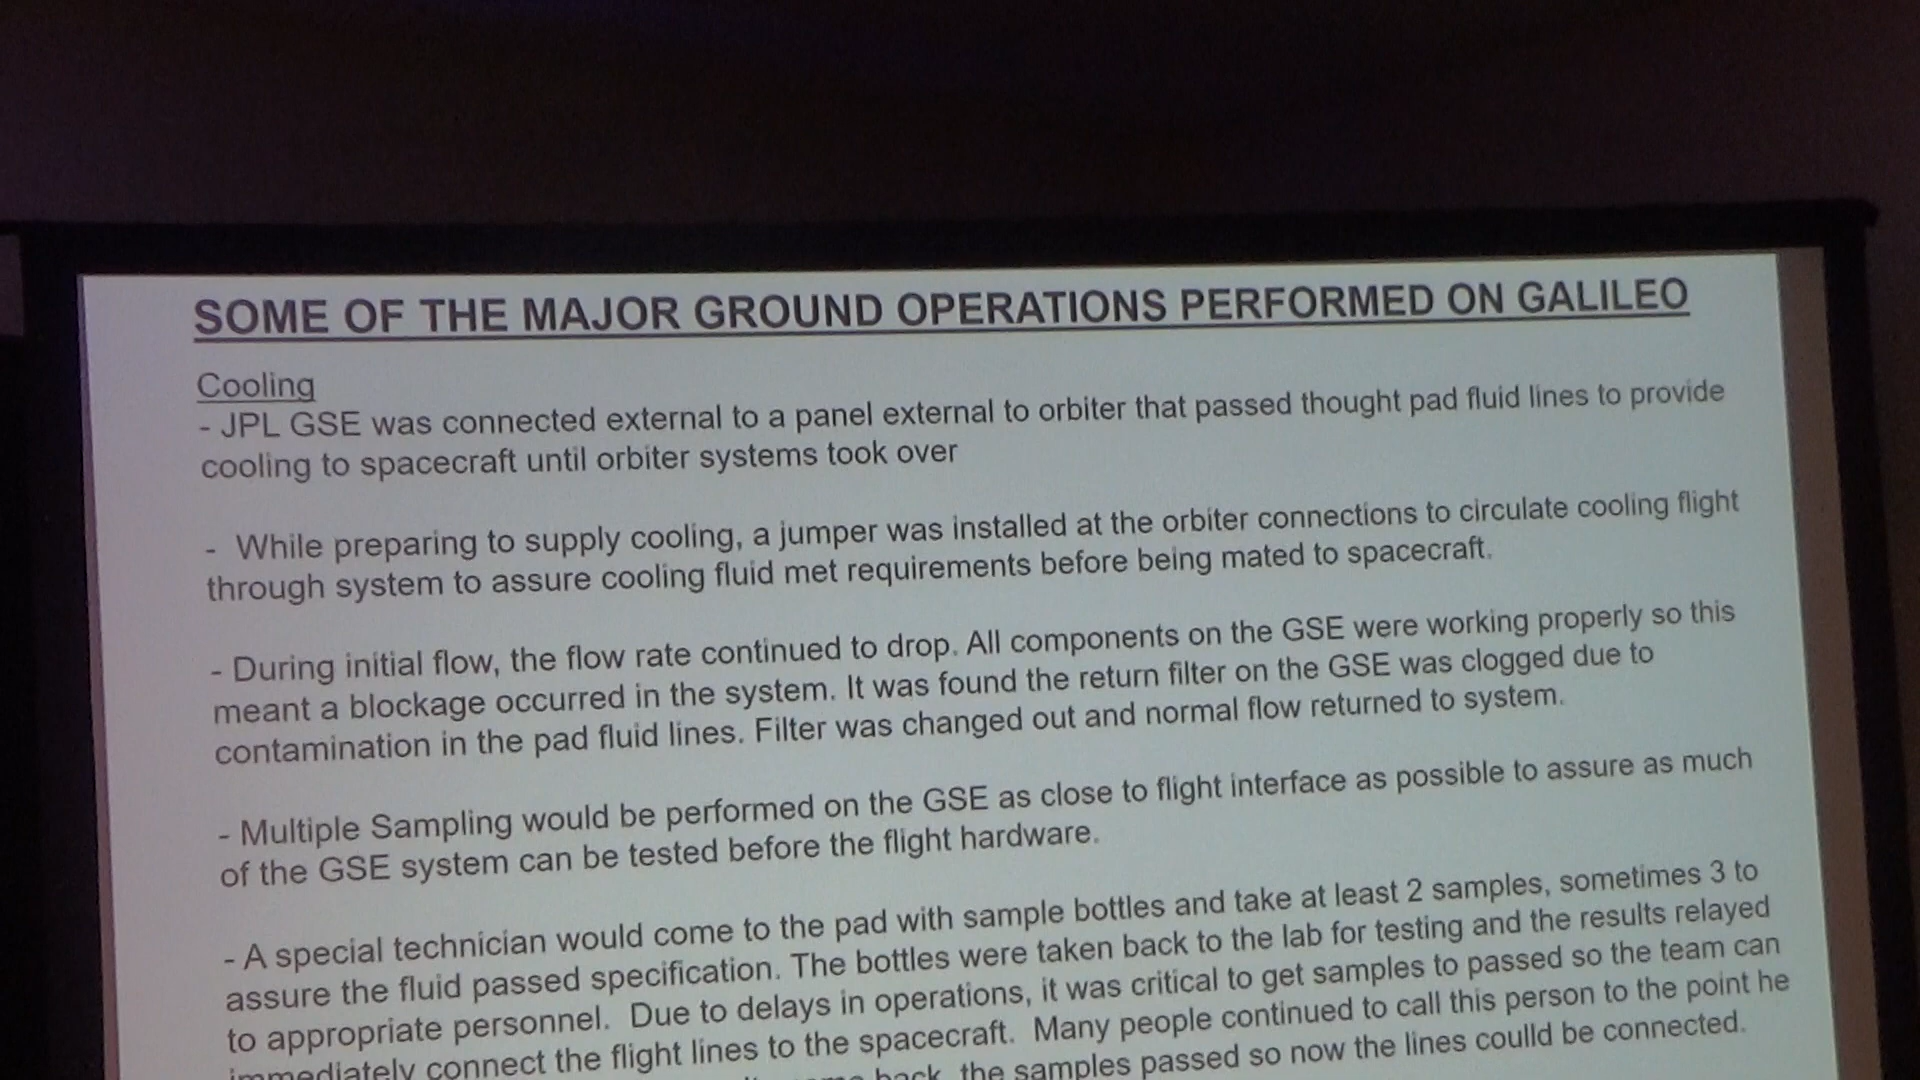 SOME OF THE MAJOR GROUND OPERATIONS PERFORMED ON GALILEO
Cooling
- JPL GSE was connected external to a panel external to orbiter that passed thought pad fluid lines to provide
cooling to spacecraft until orbiter systems took over
- While preparing to supply cooling, a jumper was installed at the orbiter connections to circulate cooling flight
through system to assure cooling fluid met requirements before being mated to spacecraft.
- During initial flow, the flow rate continued to drop. All components on the GSE were working properly so this
meant a blockage occurred in the system. It was found the return filter on the GSE was clogged due to
contamination in the pad fluid lines. Filter was changed out and normal flow returned to system.
- Multiple Sampling would be performed on the GSE as close to flight interface as possible to assure as much
of the GSE system can be tested before the flight hardware.
- A special technician would come to the pad with sample bottles and take at least 2 samples, sometimes 3 to
assure the fluid passed specification. The bottles were taken back to the lab for testing and the results relayed
to appropriate personnel. Due to delays in operations, it was critical to get samples to passed so the team can
immediately connect the flight lines to the spacecraft. Many people continued to call this person to the point he
back, the samples passed so now the lines coulld be connected.